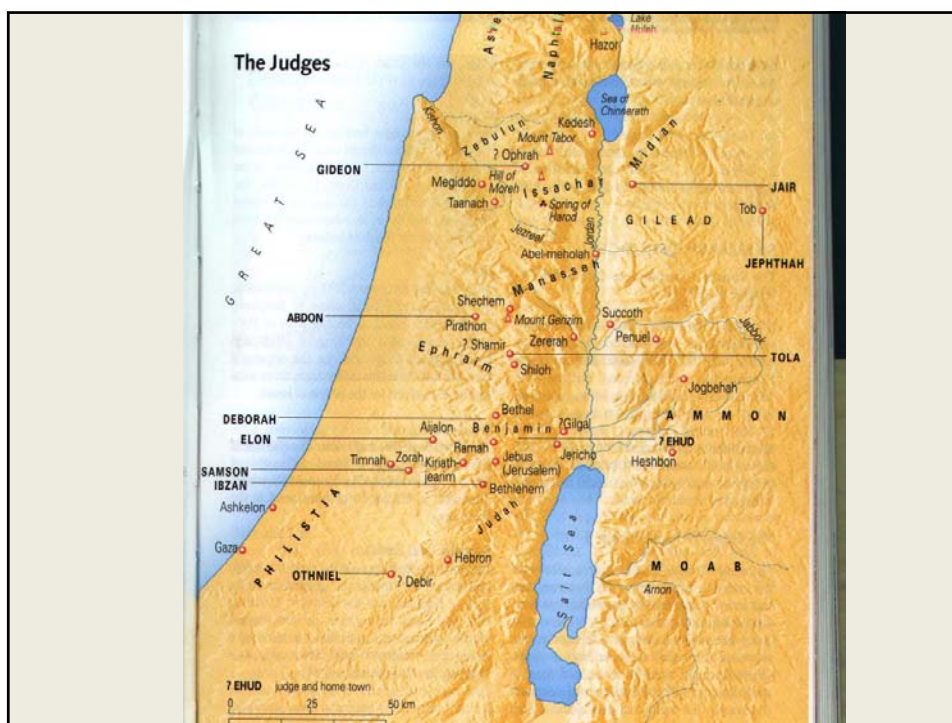 Lake
Huleh
Asher
Naphtali
Hazor
The Judges
Sea of
Chinnerath
Kishon
Kedesh
Zebulun
Mount Tabor
Midian
? Ophrah
GIDEON
Hill of
Moreh
Megiddo
Issachar
JAIR
Taanach
Spring of
Harod
Tob
GILEAD
GREAT SEA
Jezreel
Jordan
Abel-meholah
JEPHTHAH
Manasseh
Shechem
ABDON
Pirathon
Mount Gerizim
Succoth
Jabbok
Zererah
Penuel
? Shamir
TOLA
Ephraim
Shiloh
Jogbehah
Bethel
DEBORAH
AMMON
Benjamin
?Gilgal
Aijalon
ELON
Ramah
? EHUD
Jericho
Heshbon
Timnah
Zorah
Kiriath-
jearim
Jebus
(Jerusalem)
SAMSON
IBZAN
Bethlehem
PHILISTIA
Ashkelon
Judah
Salt Sea
Gaza
Hebron
MOAB
OTHNIEL
? Debir
Arnon
? EHUD judge and home town
0 25 50 km